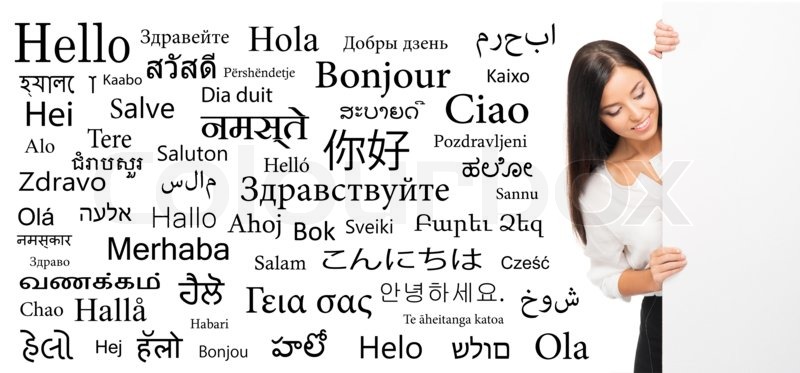 Hello Здравейте Hola Добры дзень ابحرم
Kaabo สวัสดี Përshëndetje Bonjour Kaixo
Hei Salve Dia duit नमस्ते ສະບາຍດີ Ciao
Alo Tere Saluton Helló 你好 Pozdravljeni
ជំរាបសួរ ಹಲೋ
Zdravo مالس Здравствуйте Sannu
Olá אלעה Hallo Ahoj Bok Sveiki Բարեւ Ձեզ
नमस्कार Merhaba
Здраво Salam こんにちは Cześć
வணக்கம் ਹੈਲੋ Γεια σας 안녕하세요. شوخ
Chao Hallå Habari Te āheitanga katoa
હેલો Hej हॅलो Bonjou హలో Helo םולש Ola
colourbox